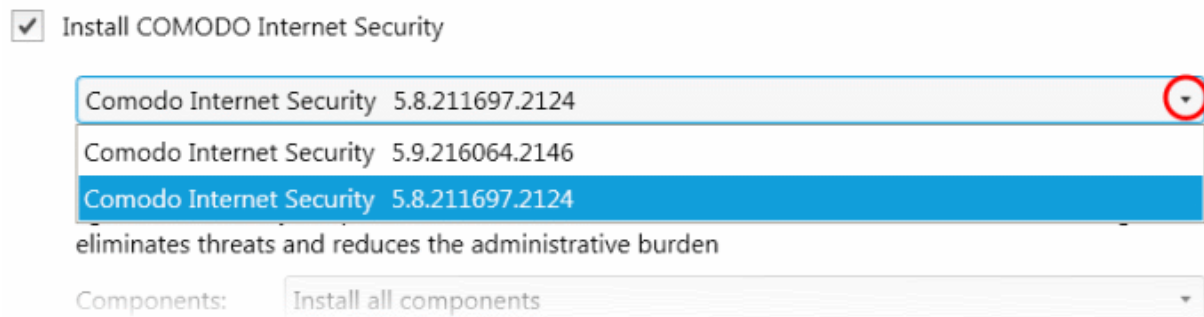 Install COMODO Internet Security
Comodo Internet Security 5.8.211697.2124
Comodo Internet Security 5.9.216064.2146
Comodo Internet Security 5.8.211697.2124
eliminates threats and reduces the administrative burden
Components: Install all components